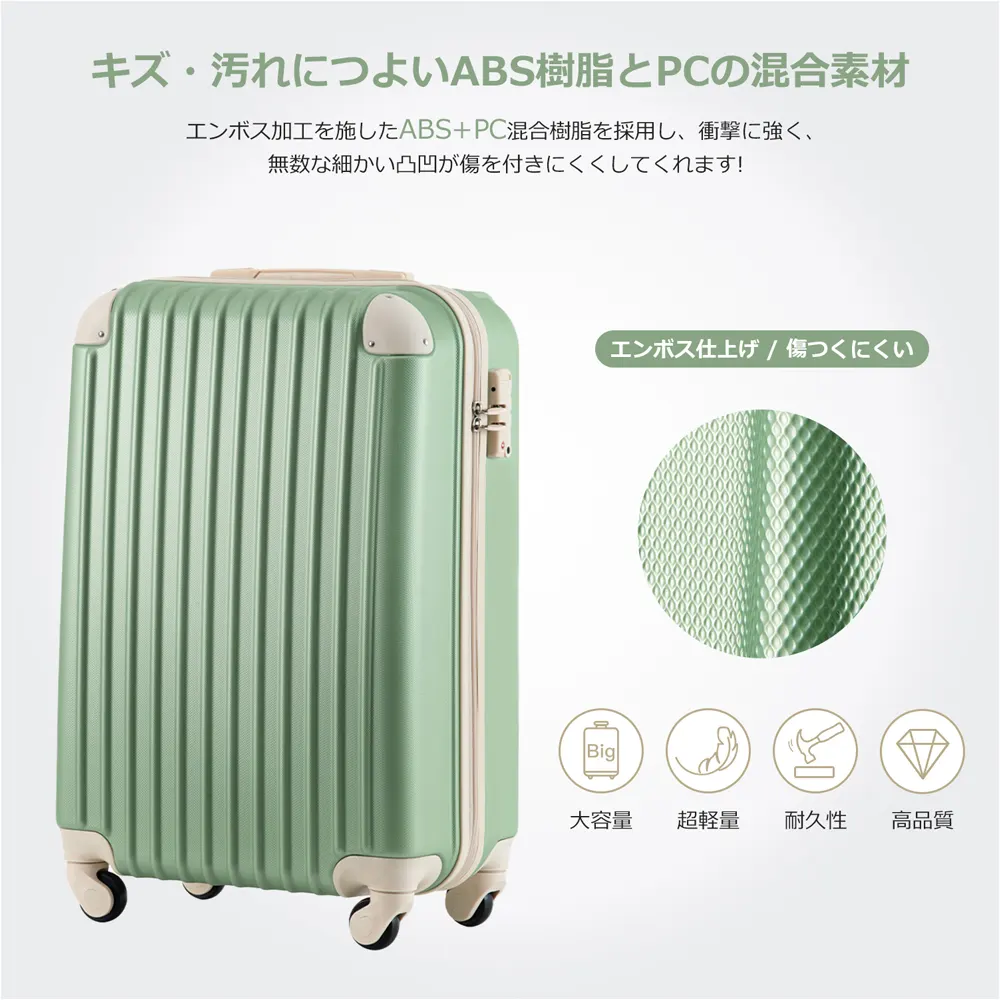 キズ・汚れにつよいABS樹脂とPCの混合素材
エンボス加工を施したABS+PC混合樹脂を採用し、衝撃に強く、
無数な細かい凸凹が傷を付きにくくしてくれます!
エンボス仕上げ / 傷つくにくい
Big
大容量
超軽量
耐久性
高品質